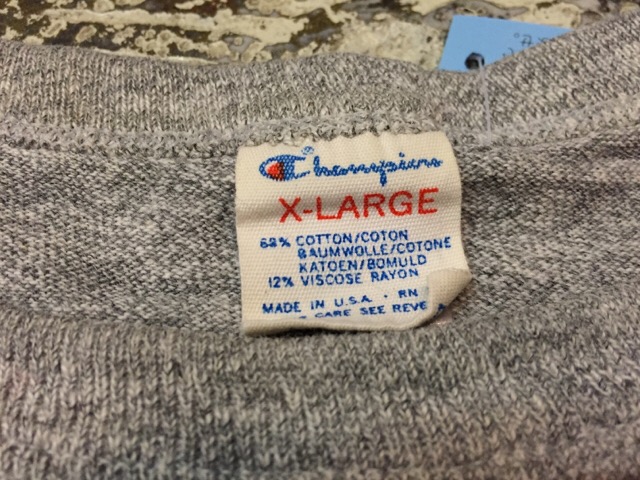 Champion
X-LARGE
88% COTTON/COTON
BAUMWOLLE/COTONE
KATOEN/BOMULD
12% VISCOSE RAYON
MADE IN U.S.A. · RN
CARE SEE REVE